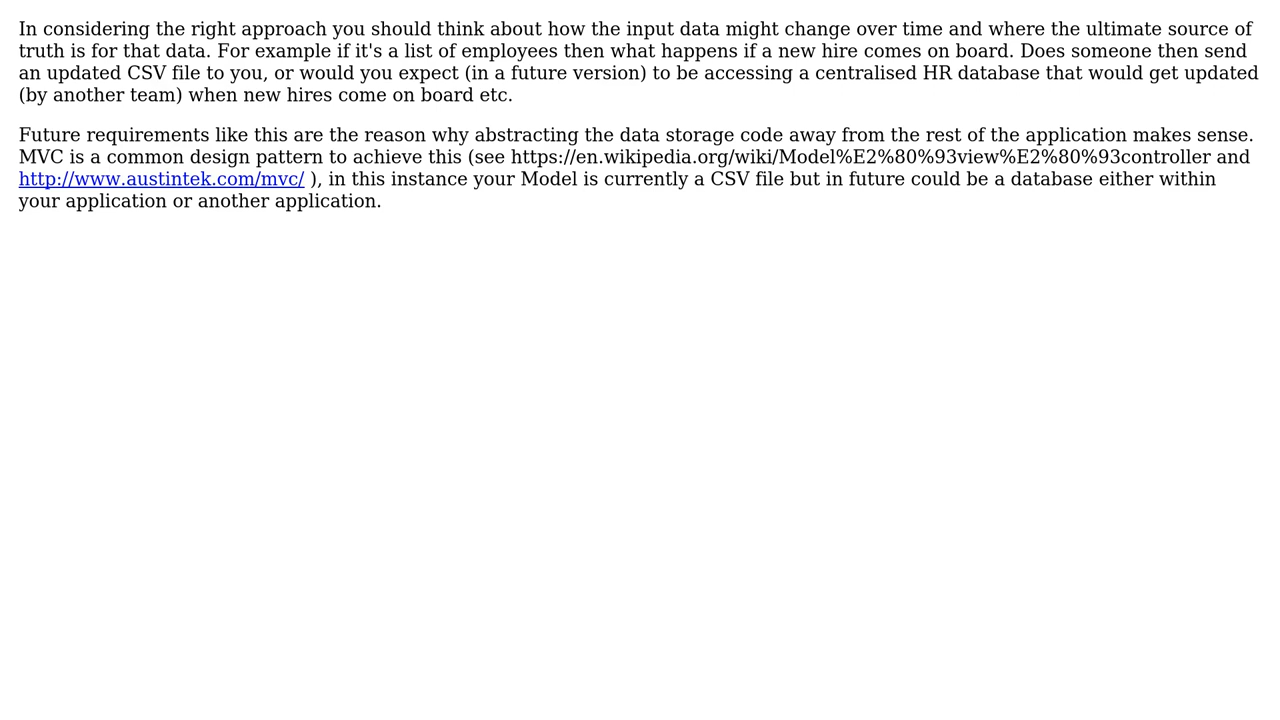 In considering the right approach you should think about how the input data might change over time and where the ultimate source of
truth is for that data. For example if it's a list of employees then what happens if a new hire comes on board. Does someone then send
an updated CSV file to you, or would you expect (in a future version) to be accessing a centralised HR database that would get updated
(by another team) when new hires come on board etc.
Future requirements like this are the reason why abstracting the data storage code away from the rest of the application makes sense.
MVC is a common design pattern to achieve this (see https://en.wikipedia.org/wiki/Model%E2%80%93view%E2%80%93controller and
http://www.austintek.com/mvc/ ), in this instance your Model is currently a CSV file but in future could be a database either within
your application or another application.